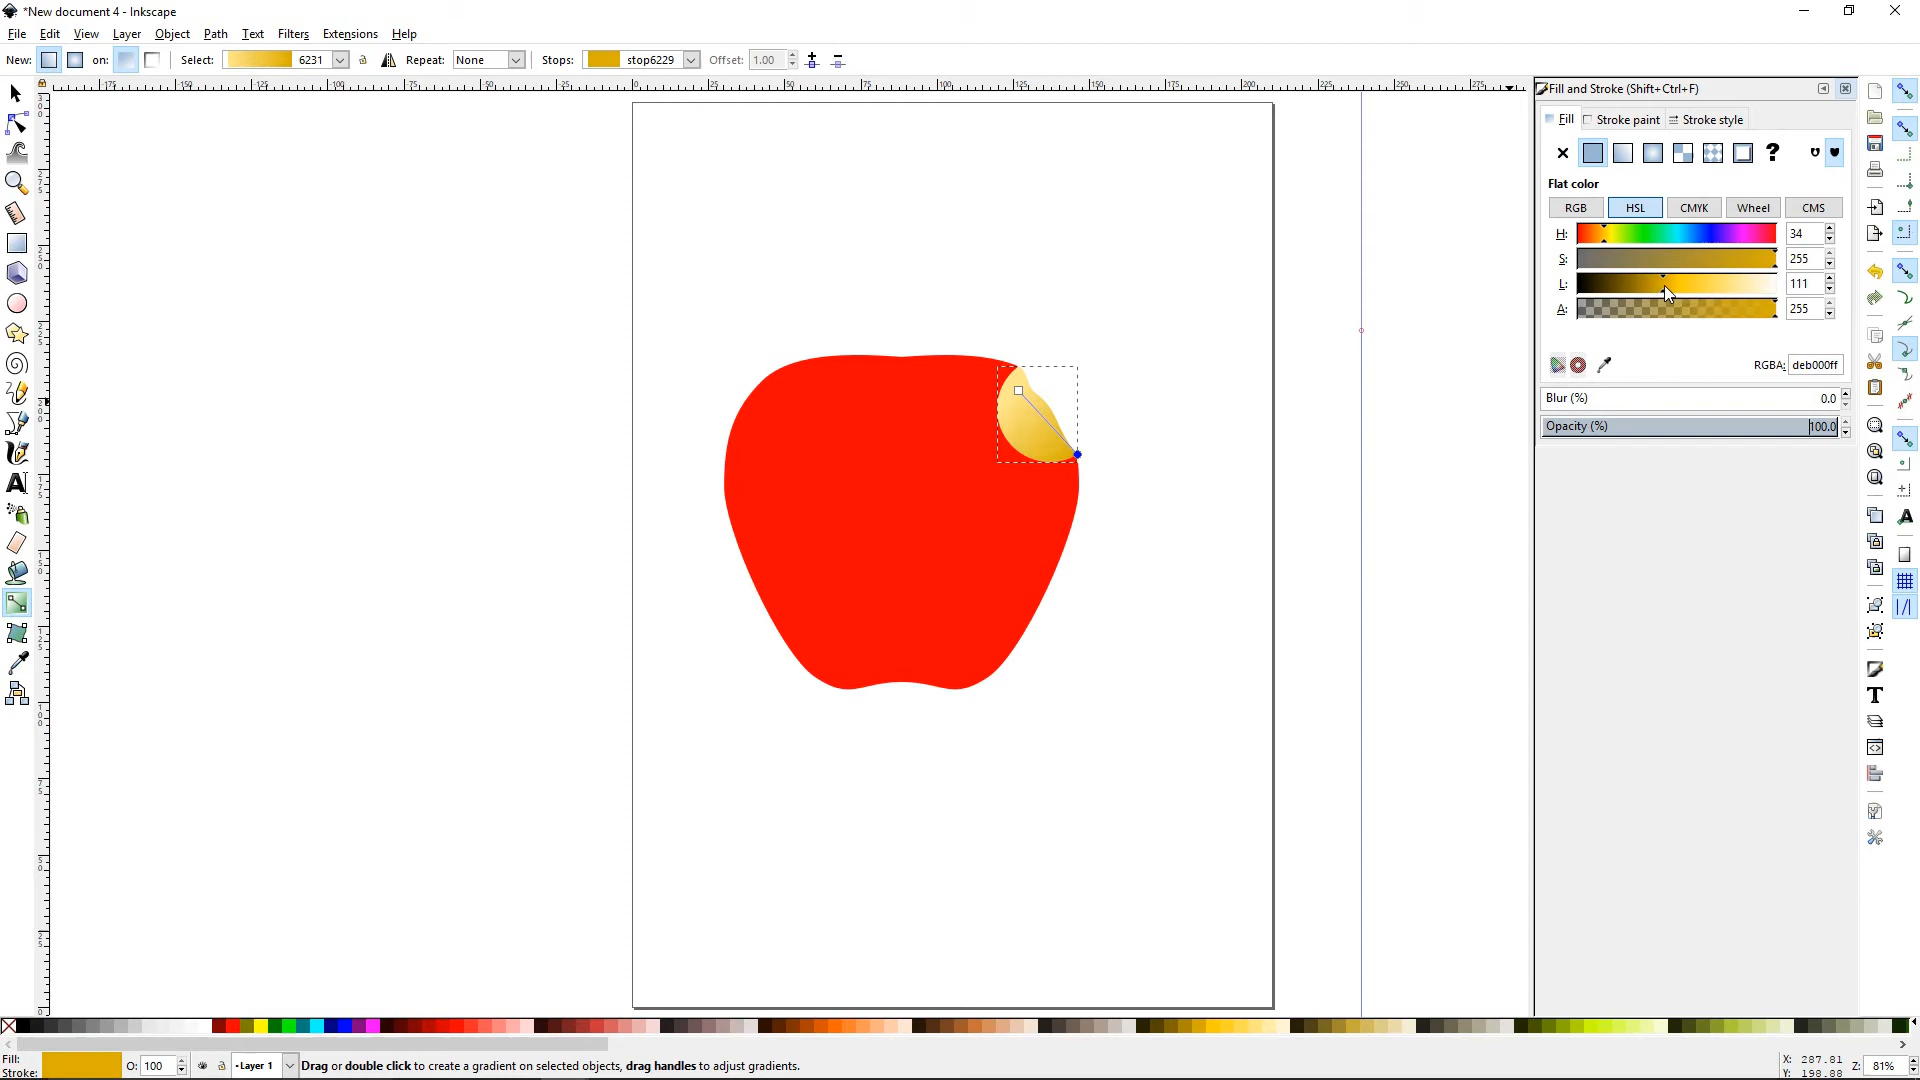 *New document 4 - Inkscape
File Edit View Layer Object Path Text Filters Extensions Help
New: on: Select: 6231 Repeat: None Stops: stop6229 Offset: 1.00
Fill and Stroke (Shift+Ctrl+F)
Fill Stroke paint Stroke style
?
Flat color
RGB HSL CMYK Wheel CMS
H: 34
S: 255
L: 111
A: 255
RGBA: deb000ff
Blur (%) 0.0
Opacity (%) 100.0
Fill:
Stroke:
O: 100
•Layer 1
Drag or double click to create a gradient on selected objects, drag handles to adjust gradients.
X: 287.81
Y: 198.88
Z: 81%